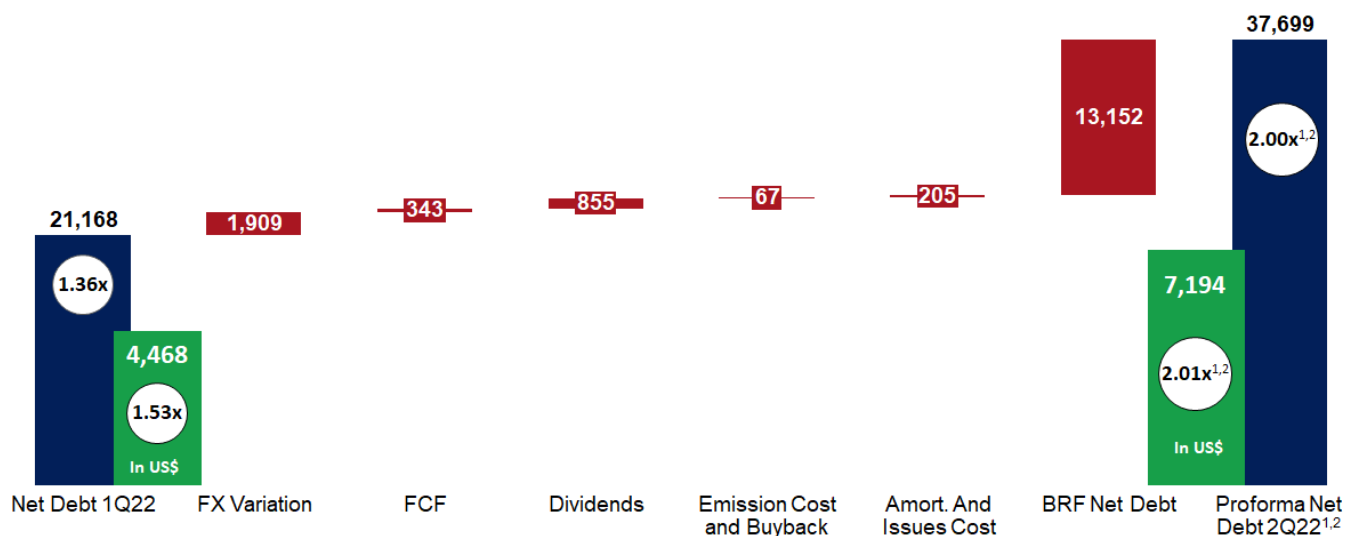 37,699
13,152
2.00x1,2
21,168
1,909
343
855
67
205
1.36x
7,194
4,468
2.01x1,2
1.53x
In US$
In US$
Net Debt 1Q22
FX Variation
FCF
Dividends
Emission Cost
and Buyback
Amort. And
Issues Cost
BRF Net Debt
Proforma Net
Debt 2Q221,2